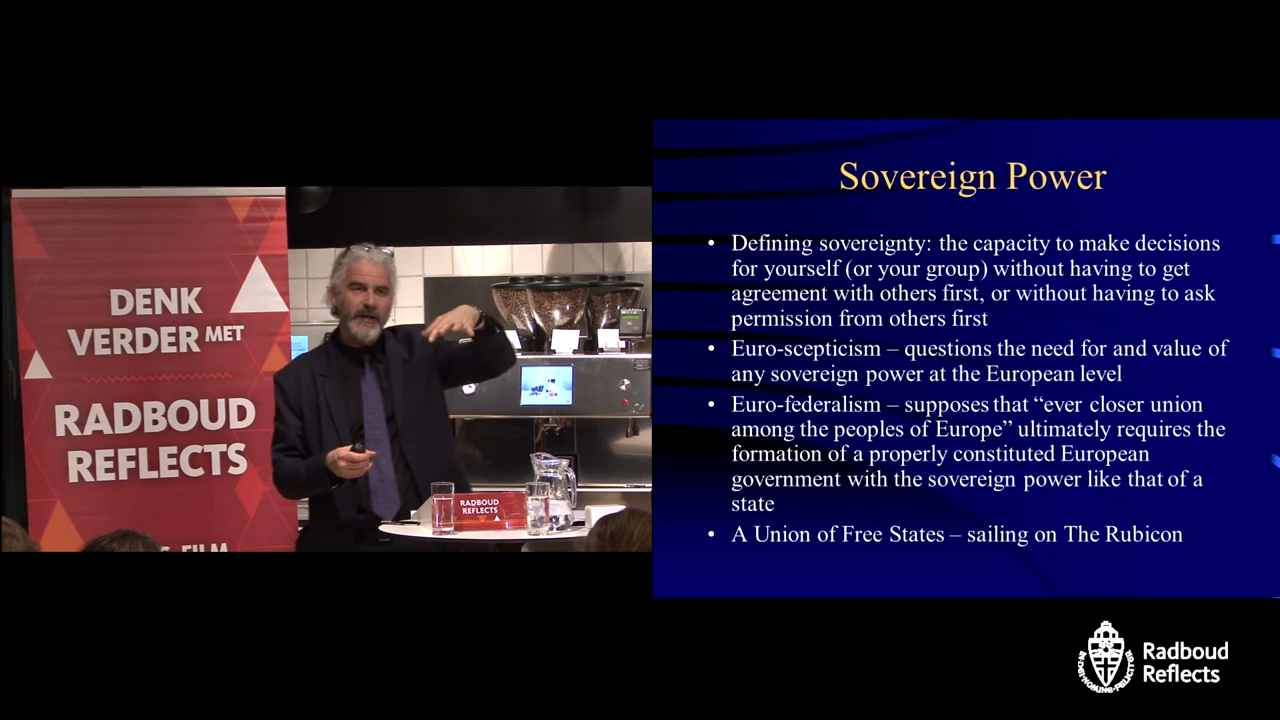 DENK
VERDER MET
RADBOUD
REFLECTS
FILM
RADBOUD
REFLECTS
Sovereign Power
• Defining sovereignty: the capacity to make decisions
for yourself (or your group) without having to get
agreement with others first, or without having to ask
permission from others first
• Euro-scepticism – questions the need for and value of
any sovereign power at the European level
• Euro-federalism – supposes that “ever closer union
among the peoples of Europe” ultimately requires the
formation of a properly constituted European
government with the sovereign power like that of a
state
• A Union of Free States – sailing on The Rubicon
Radboud
Reflects